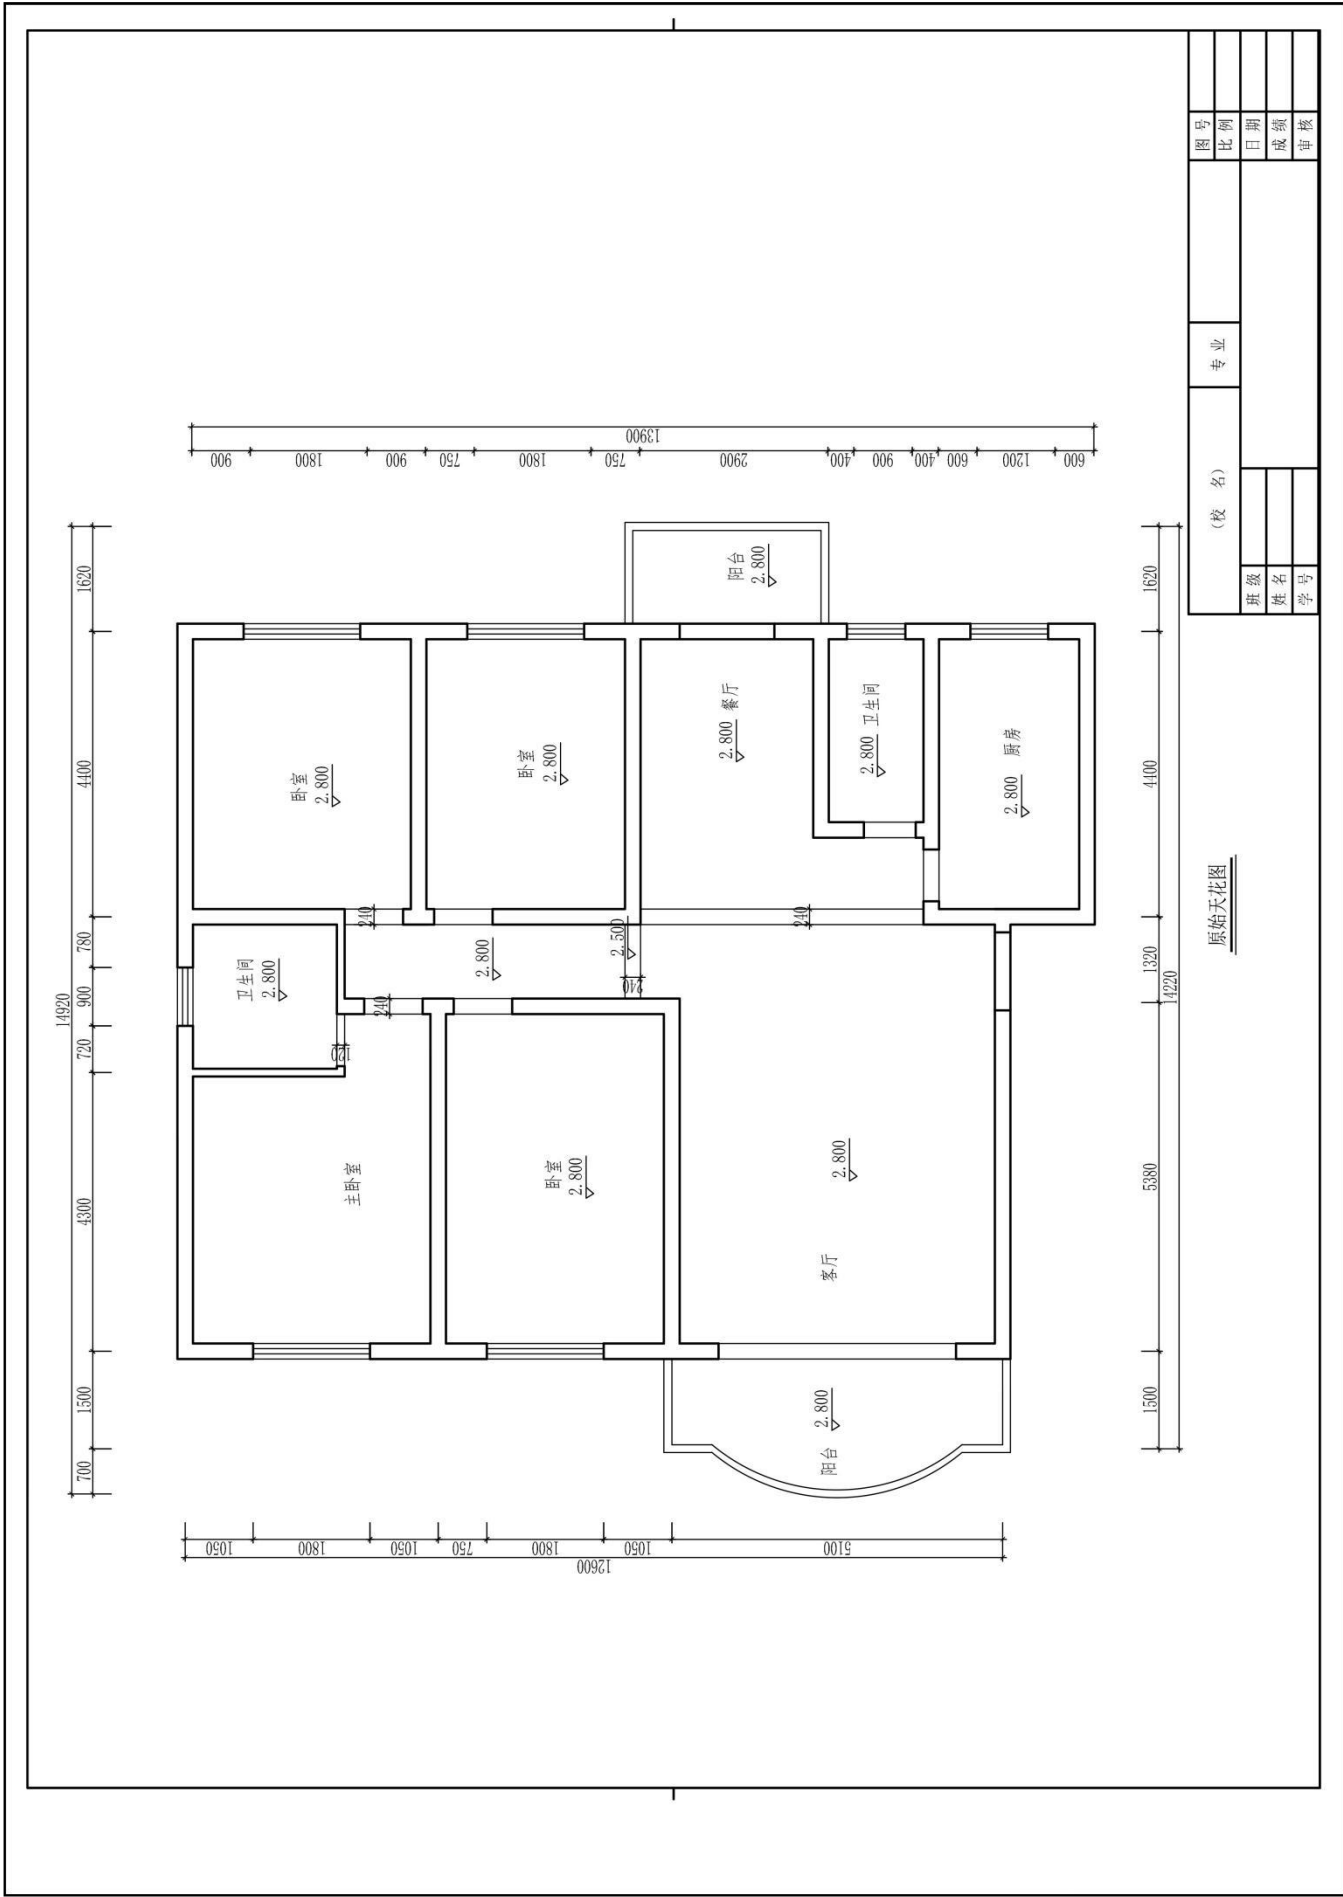 14920
700 1500 4300 720 900 780 4400 1620
1050
1800
1050
750
1800
1050
5100
12600
卫生间
2.800
卧室
2.800
主卧室
120
240
240
2.800
卧室
2.800
卧室
2.800
2.500
240
餐厅
2.800
阳台
2.800
240
客厅
2.800
阳台
2.800
卫生间
2.800
厨房
2.800
900
1800
900
750
1800
750
2900
400
900
400
600
1200
600
13900
1500 5380 1320 4400 1620
14220
原始天花图
(校 名)
专 业
图 号
比 例
班 级
日 期
姓 名
成 绩
学 号
审 核